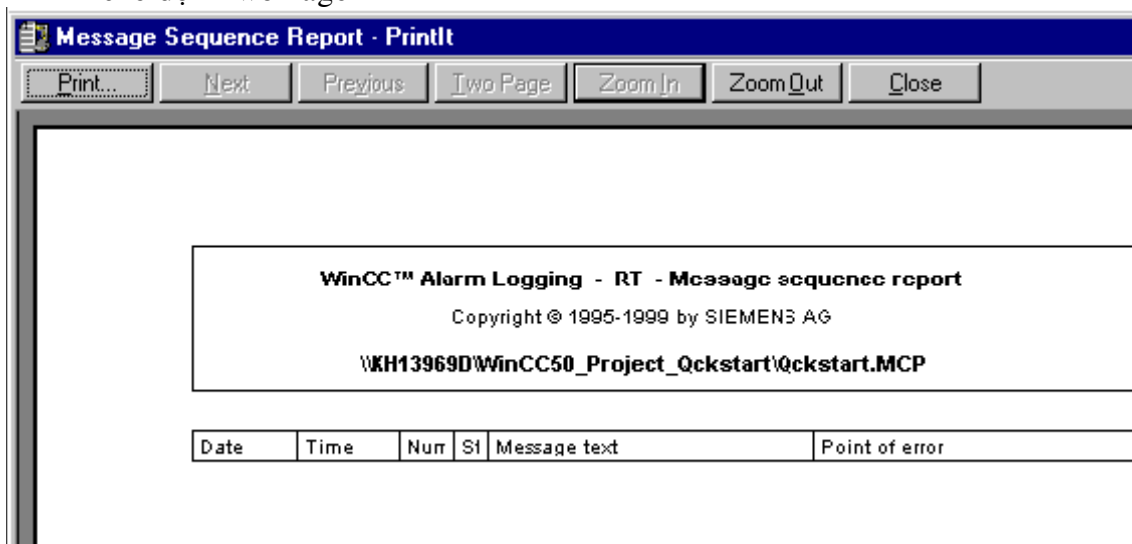 Two Page
Message Sequence Report - PrintIt
Print... Next Previous Two Page Zoom In Zoom Out Close
WinCC™ Alarm Logging - RT - Message sequence report
Copyright © 1995-1999 by SIEMENS AG
\\KH13969D\WinCC50_Project_Qckstart\Qckstart.MCP
Date Time Num St Message text Point of error